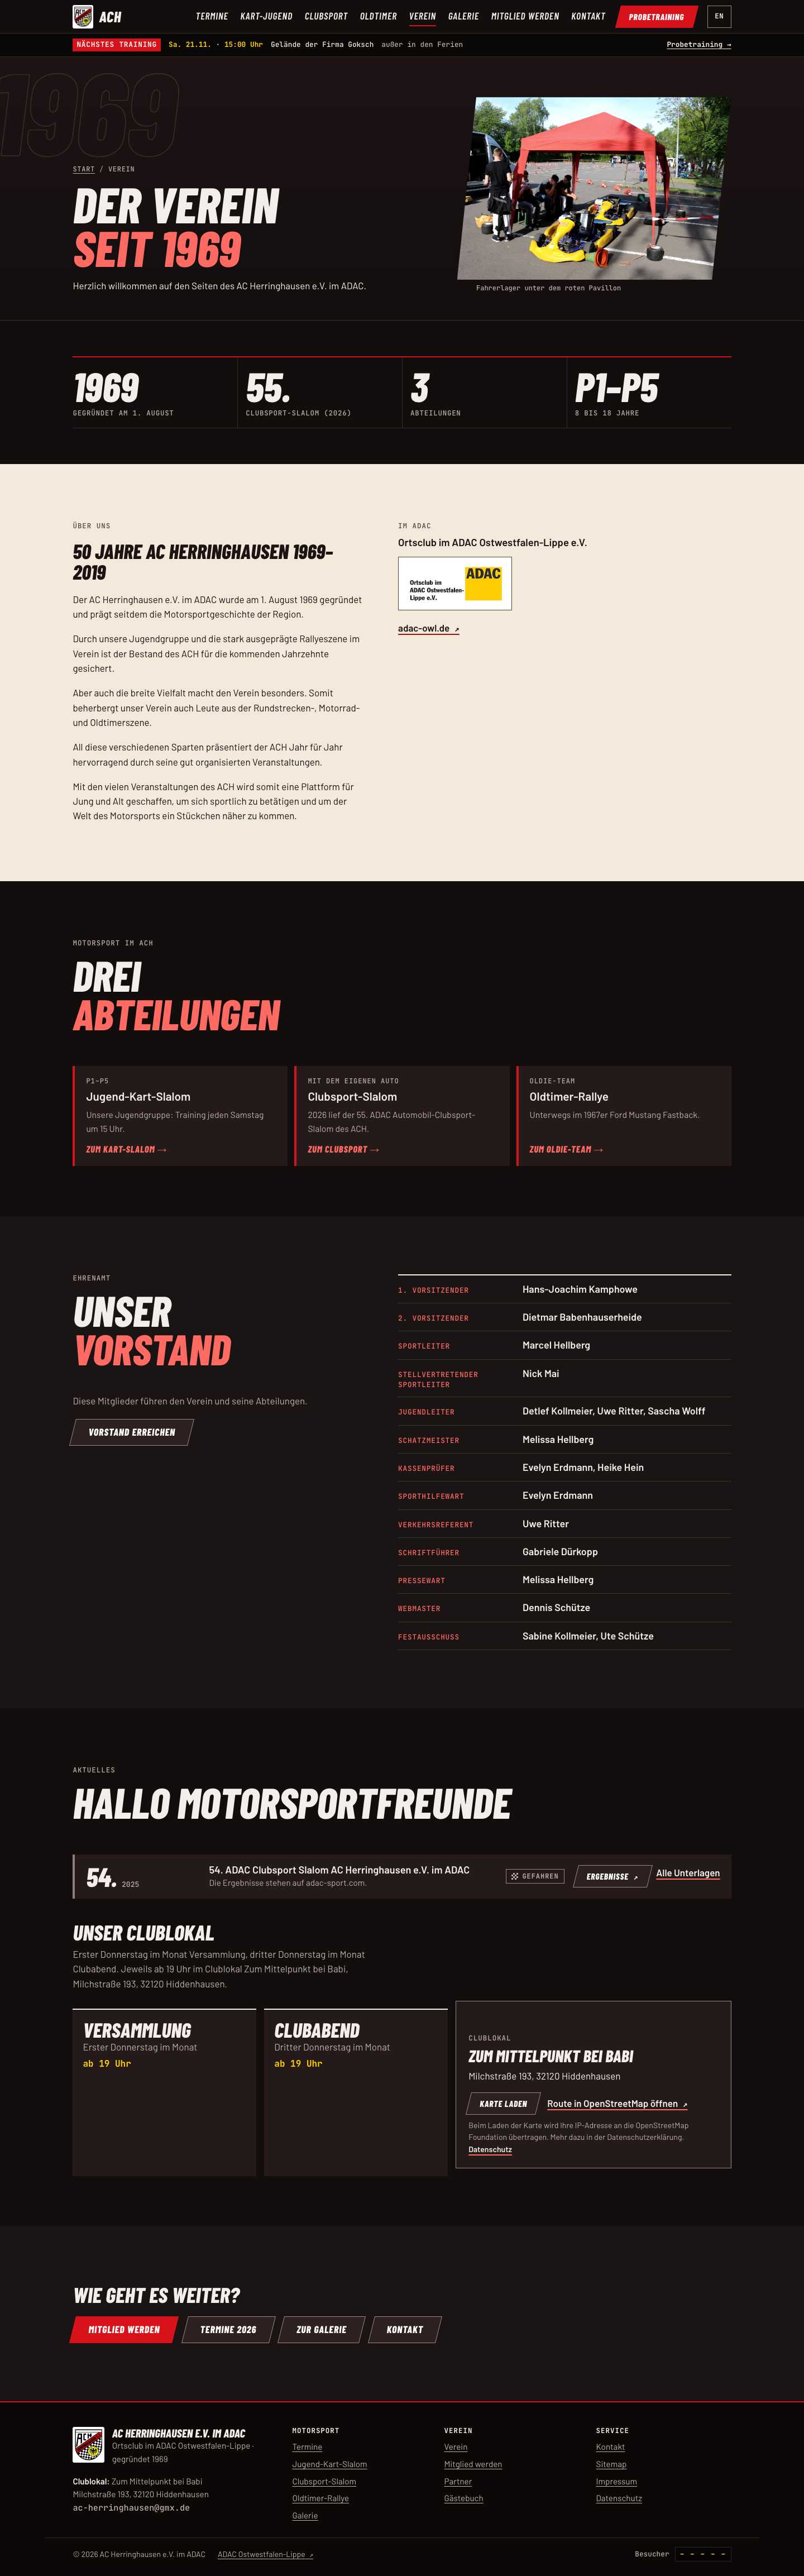 ACH
TERMINE KART-JUGEND CLUBSPORT OLDTIMER VEREIN GALERIE MITGLIED WERDEN KONTAKT PROBETRAINING EN
NÄCHSTES TRAINING Sa. 21.11. · 15:00 Uhr Gelände der Firma Goksch außer in den Ferien Probetraining →
1969
START / VEREIN
DER VEREIN
SEIT 1969
Herzlich willkommen auf den Seiten des AC Herringhausen e.V. im ADAC.
Fahrerlager unter dem roten Pavillon
1969
GEGRÜNDET AM 1. AUGUST
55.
CLUBSPORT-SLALOM (2026)
3
ABTEILUNGEN
P1–P5
8 BIS 18 JAHRE
ÜBER UNS
50 JAHRE AC HERRINGHAUSEN 1969–
2019
Der AC Herringhausen e.V. im ADAC wurde am 1. August 1969 gegründet
und prägt seitdem die Motorsportgeschichte der Region.
Durch unsere Jugendgruppe und die stark ausgeprägte Rallyeszene im
Verein ist der Bestand des ACH für die kommenden Jahrzehnte
gesichert.
Aber auch die breite Vielfalt macht den Verein besonders. Somit
beherbergt unser Verein auch Leute aus der Rundstrecken-, Motorrad-
und Oldtimerszene.
All diese verschiedenen Sparten präsentiert der ACH Jahr für Jahr
hervorragend durch seine gut organisierten Veranstaltungen.
Mit den vielen Veranstaltungen des ACH wird somit eine Plattform für
Jung und Alt geschaffen, um sich sportlich zu betätigen und um der
Welt des Motorsports ein Stückchen näher zu kommen.
IM ADAC
Ortsclub im ADAC Ostwestfalen-Lippe e.V.
Ortsclub im
ADAC Ostwestfalen-
Lippe e.V.
ADAC
adac-owl.de ↗
MOTORSPORT IM ACH
DREI
ABTEILUNGEN
P1–P5
Jugend-Kart-Slalom
Unsere Jugendgruppe: Training jeden Samstag
um 15 Uhr.
ZUM KART-SLALOM →
MIT DEM EIGENEN AUTO
Clubsport-Slalom
2026 lief der 55. ADAC Automobil-Clubsport-
Slalom des ACH.
ZUM CLUBSPORT →
OLDIE-TEAM
Oldtimer-Rallye
Unterwegs im 1967er Ford Mustang Fastback.
ZUM OLDIE-TEAM →
EHRENAMT
UNSER
VORSTAND
Diese Mitglieder führen den Verein und seine Abteilungen.
VORSTAND ERREICHEN
1. VORSITZENDER Hans-Joachim Kamphowe
2. VORSITZENDER Dietmar Babenhauserheide
SPORTLEITER Marcel Hellberg
STELLVERTRETENDER
SPORTLEITER Nick Mai
JUGENDLEITER Detlef Kollmeier, Uwe Ritter, Sascha Wolff
SCHATZMEISTER Melissa Hellberg
KASSENPRÜFER Evelyn Erdmann, Heike Hein
SPORTHILFEWART Evelyn Erdmann
VERKEHRSREFERENT Uwe Ritter
SCHRIFTFÜHRER Gabriele Dürkopp
PRESSEWART Melissa Hellberg
WEBMASTER Dennis Schütze
FESTAUSSCHUSS Sabine Kollmeier, Ute Schütze
AKTUELLES
HALLO MOTORSPORTFREUNDE
54. 2025
54. ADAC Clubsport Slalom AC Herringhausen e.V. im ADAC
Die Ergebnisse stehen auf adac-sport.com.
GEFAHREN
ERGEBNISSE ↗
Alle Unterlagen
UNSER CLUBLOKAL
Erster Donnerstag im Monat Versammlung, dritter Donnerstag im Monat
Clubabend. Jeweils ab 19 Uhr im Clublokal Zum Mittelpunkt bei Babi,
Milchstraße 193, 32120 Hiddenhausen.
VERSAMMLUNG
Erster Donnerstag im Monat
ab 19 Uhr
CLUBABEND
Dritter Donnerstag im Monat
ab 19 Uhr
CLUBLOKAL
ZUM MITTELPUNKT BEI BABI
Milchstraße 193, 32120 Hiddenhausen
KARTE LADEN
Route in OpenStreetMap öffnen ↗
Beim Laden der Karte wird Ihre IP-Adresse an die OpenStreetMap
Foundation übertragen. Mehr dazu in der Datenschutzerklärung.
Datenschutz
WIE GEHT ES WEITER?
MITGLIED WERDEN
TERMINE 2026
ZUR GALERIE
KONTAKT
AC HERRINGHAUSEN E.V. IM ADAC
Ortsclub im ADAC Ostwestfalen-Lippe ·
gegründet 1969
Clublokal: Zum Mittelpunkt bei Babi
Milchstraße 193, 32120 Hiddenhausen
ac-herringhausen@gmx.de
MOTORSPORT
Termine
Jugend-Kart-Slalom
Clubsport-Slalom
Oldtimer-Rallye
Galerie
VEREIN
Verein
Mitglied werden
Partner
Gästebuch
SERVICE
Kontakt
Sitemap
Impressum
Datenschutz
© 2026 AC Herringhausen e.V. im ADAC
ADAC Ostwestfalen-Lippe ↗
Besucher – – – – –